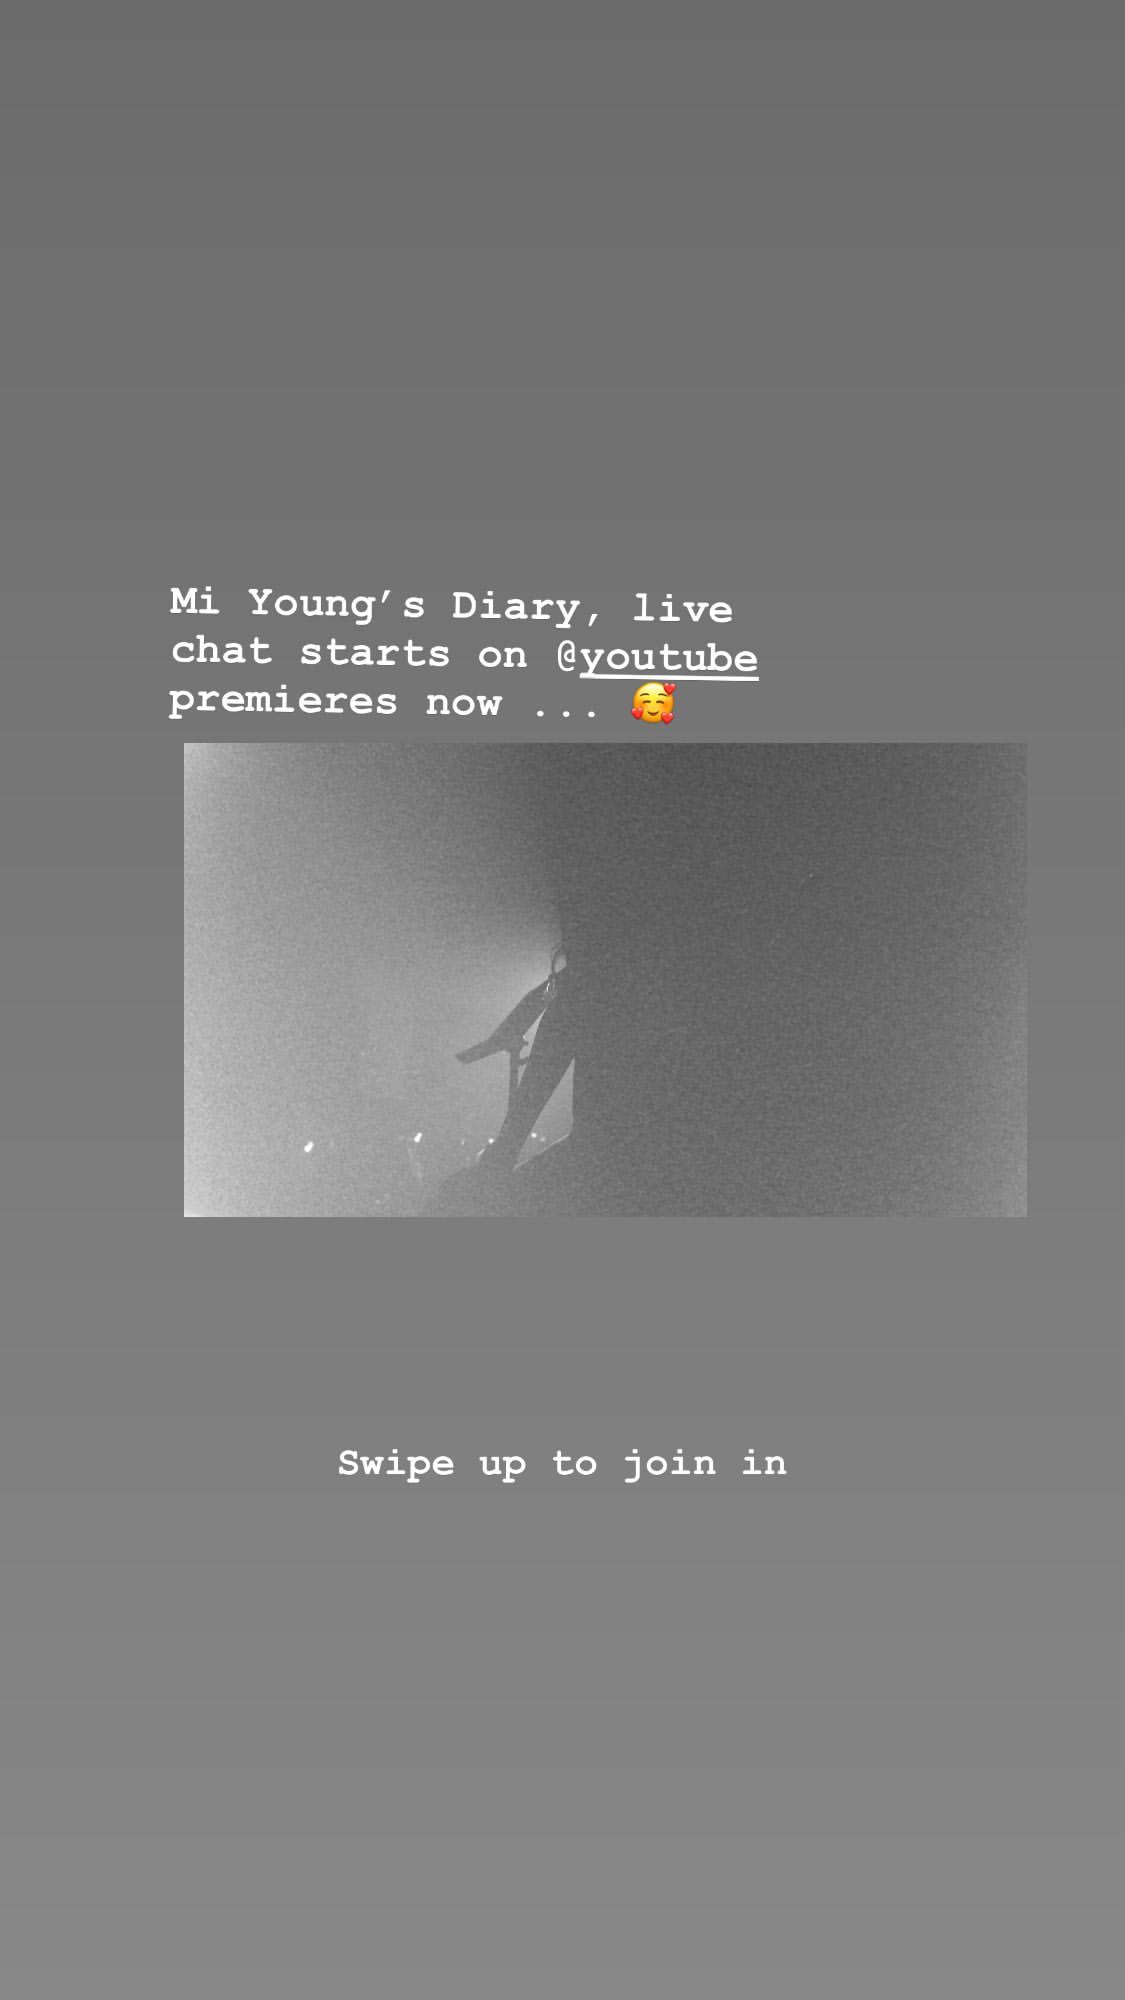 Mi Young’s Diary, live
chat starts on @youtube
premieres now ... 🥰
Swipe up to join in